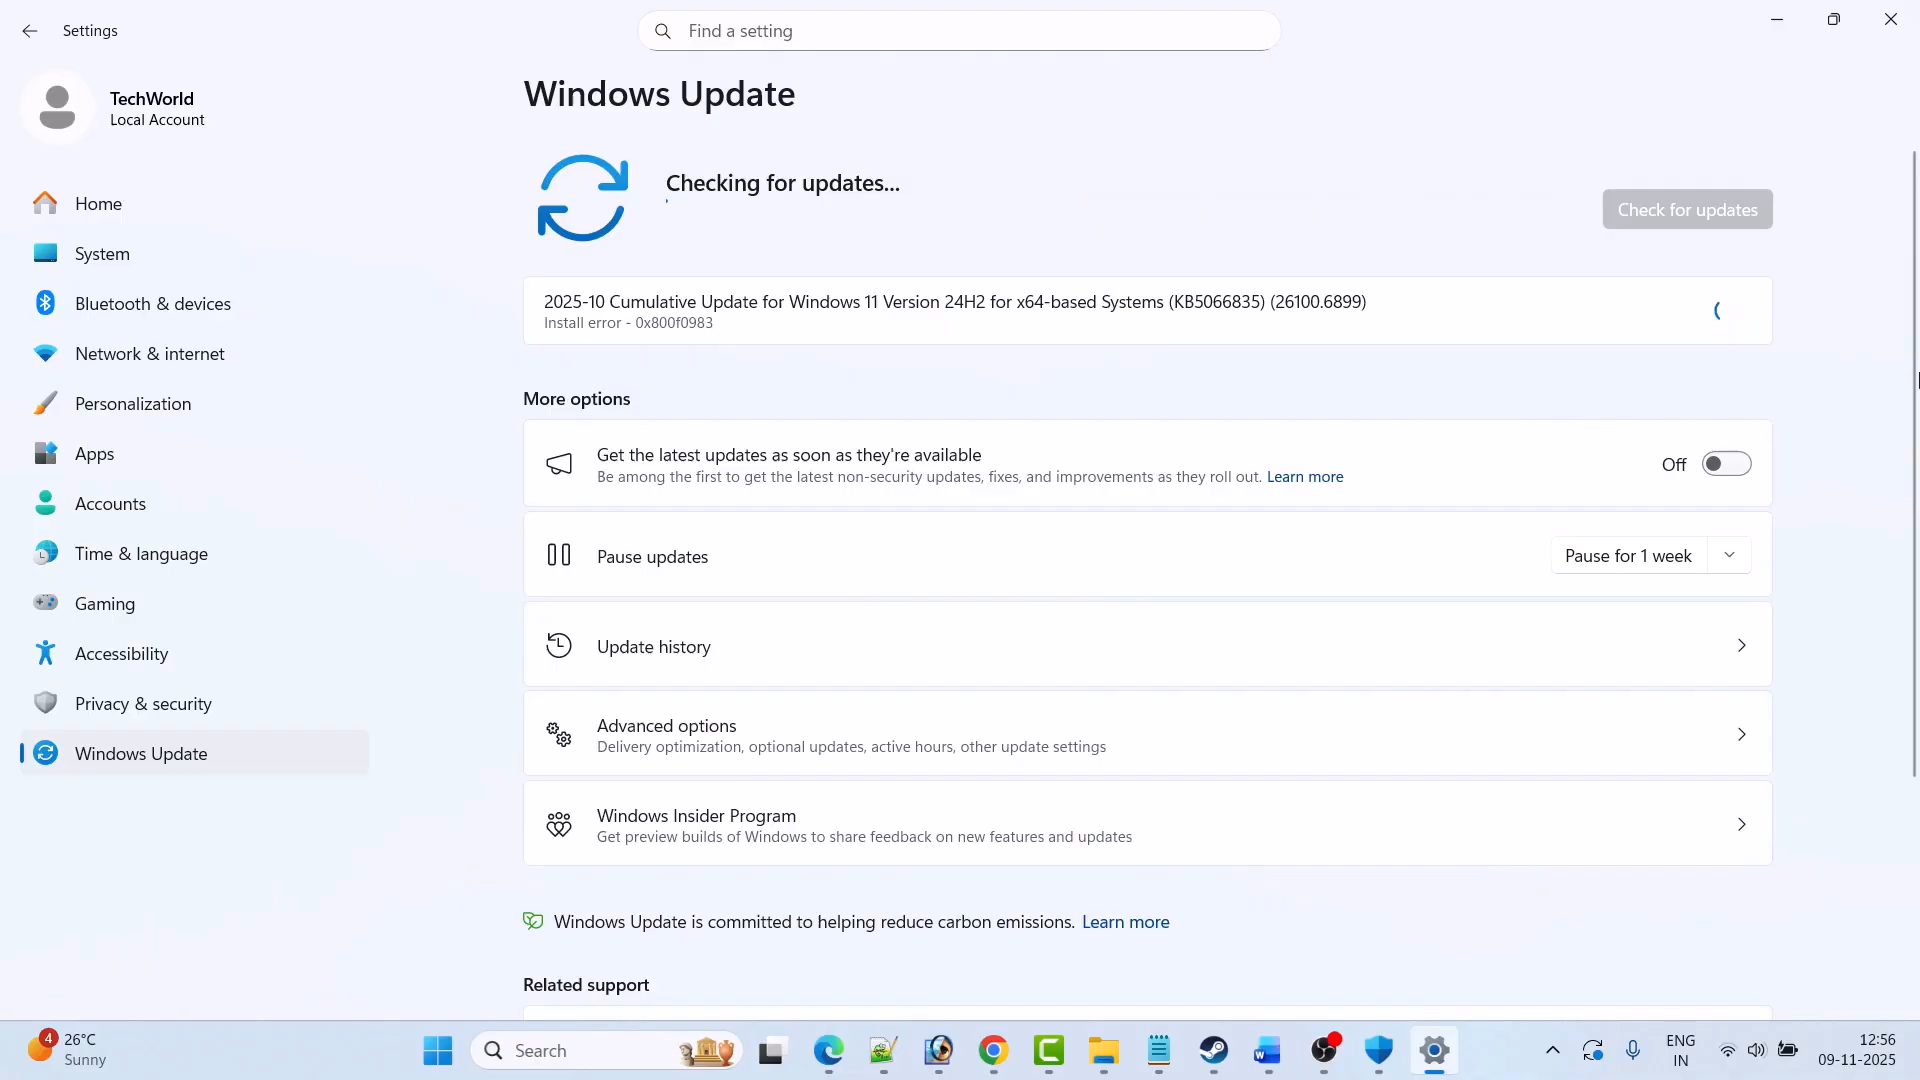 Settings
Find a setting
TechWorld
Local Account
Home
System
Bluetooth & devices
Network & internet
Personalization
Apps
Accounts
Time & language
Gaming
Accessibility
Privacy & security
Windows Update
Windows Update
Checking for updates...
Check for updates
2025-10 Cumulative Update for Windows 11 Version 24H2 for x64-based Systems (KB5066835) (26100.6899)
Install error - 0x800f0983
More options
Get the latest updates as soon as they're available
Be among the first to get the latest non-security updates, fixes, and improvements as they roll out. Learn more
Off
Pause updates
Pause for 1 week
Update history
Advanced options
Delivery optimization, optional updates, active hours, other update settings
Windows Insider Program
Get preview builds of Windows to share feedback on new features and updates
Windows Update is committed to helping reduce carbon emissions. Learn more
Related support
4
26°C
Sunny
Search
ENG
IN
12:56
09-11-2025